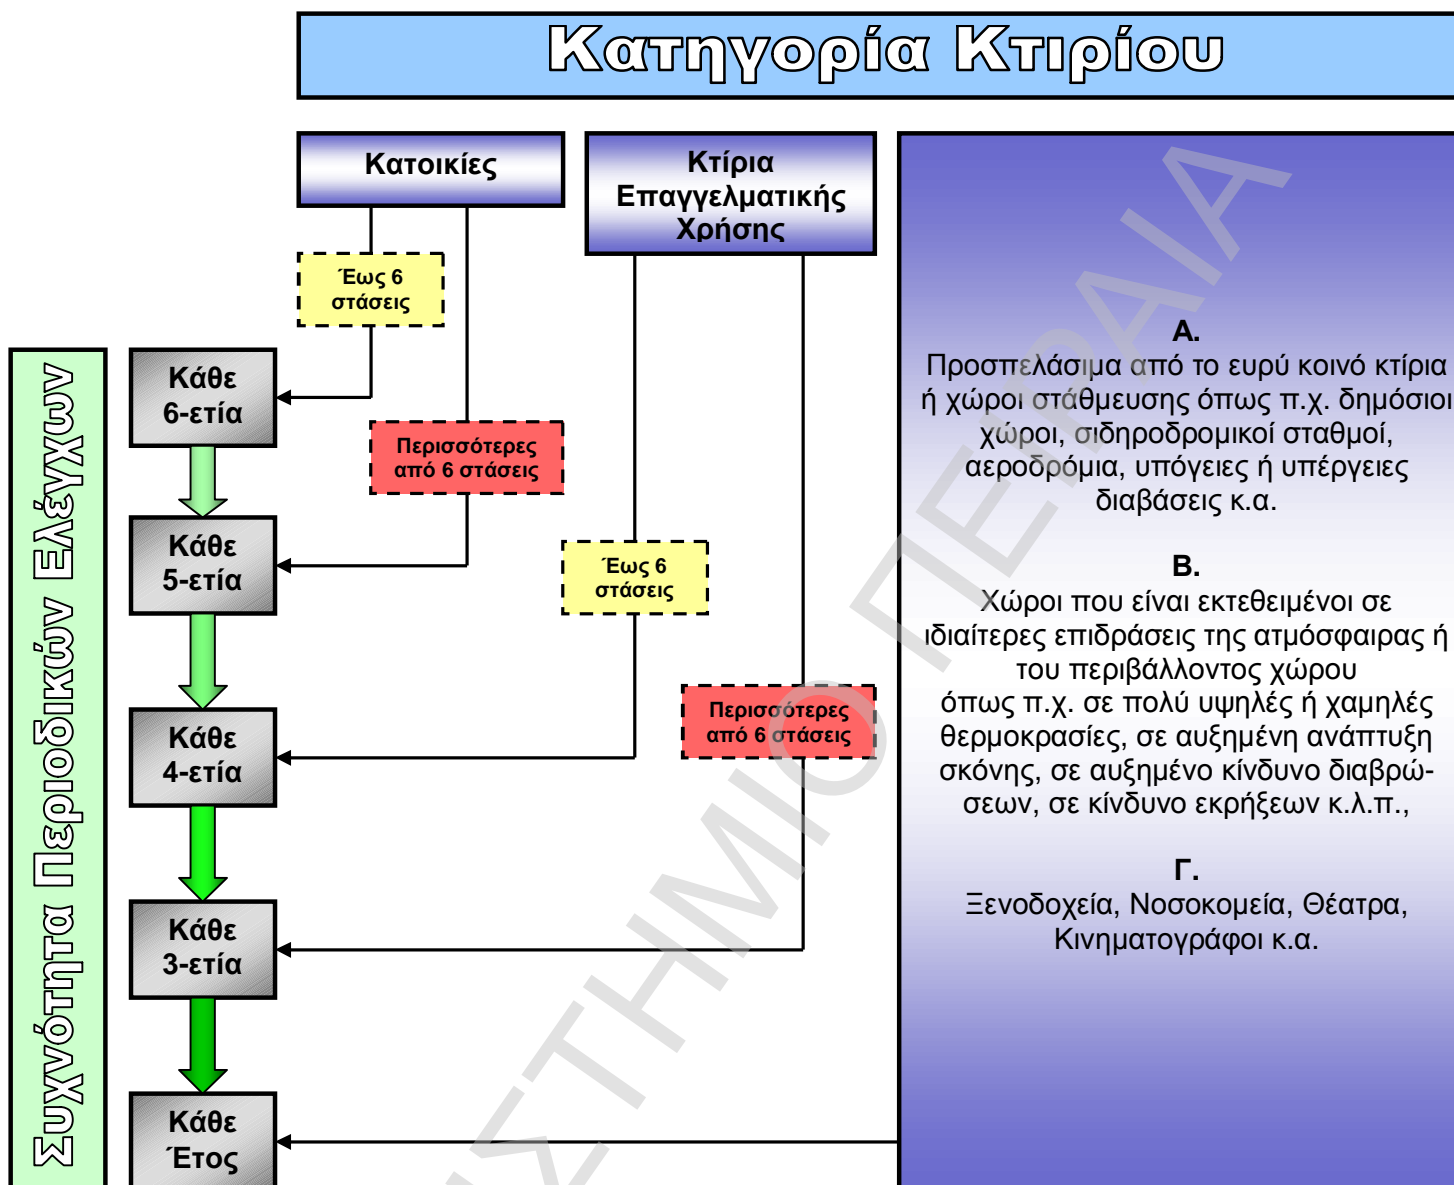 Κατηγορία Κτιρίου
Κατοικίες
Κτίρια
Επαγγελματικής
Χρήσης
Έως 6
στάσεις
Περισσότερες
από 6 στάσεις
Έως 6
στάσεις
Περισσότερες
από 6 στάσεις
Συχνότητα Περιοδικών Ελέγχων
Κάθε
6-ετία
Κάθε
5-ετία
Κάθε
4-ετία
Κάθε
3-ετία
Κάθε
Έτος
Α.
Προσπελάσιμα από το ευρύ κοινό κτίρια
ή χώροι στάθμευσης όπως π.χ. δημόσιοι
χώροι, σιδηροδρομικοί σταθμοί,
αεροδρόμια, υπόγειες ή υπέργειες
διαβάσεις κ.α.
Β.
Χώροι που είναι εκτεθειμένοι σε
ιδιαίτερες επιδράσεις της ατμόσφαιρας ή
του περιβάλλοντος χώρου
όπως π.χ. σε πολύ υψηλές ή χαμηλές
θερμοκρασίες, σε αυξημένη ανάπτυξη
σκόνης, σε αυξημένο κίνδυνο διαβρώ-
σεων, σε κίνδυνο εκρήξεων κ.λ.π.,
Γ.
Ξενοδοχεία, Νοσοκομεία, Θέατρα,
Κινηματογράφοι κ.α.
ΙΣΤΗΜΙΟ ΠΕΙΡΑΙΑ